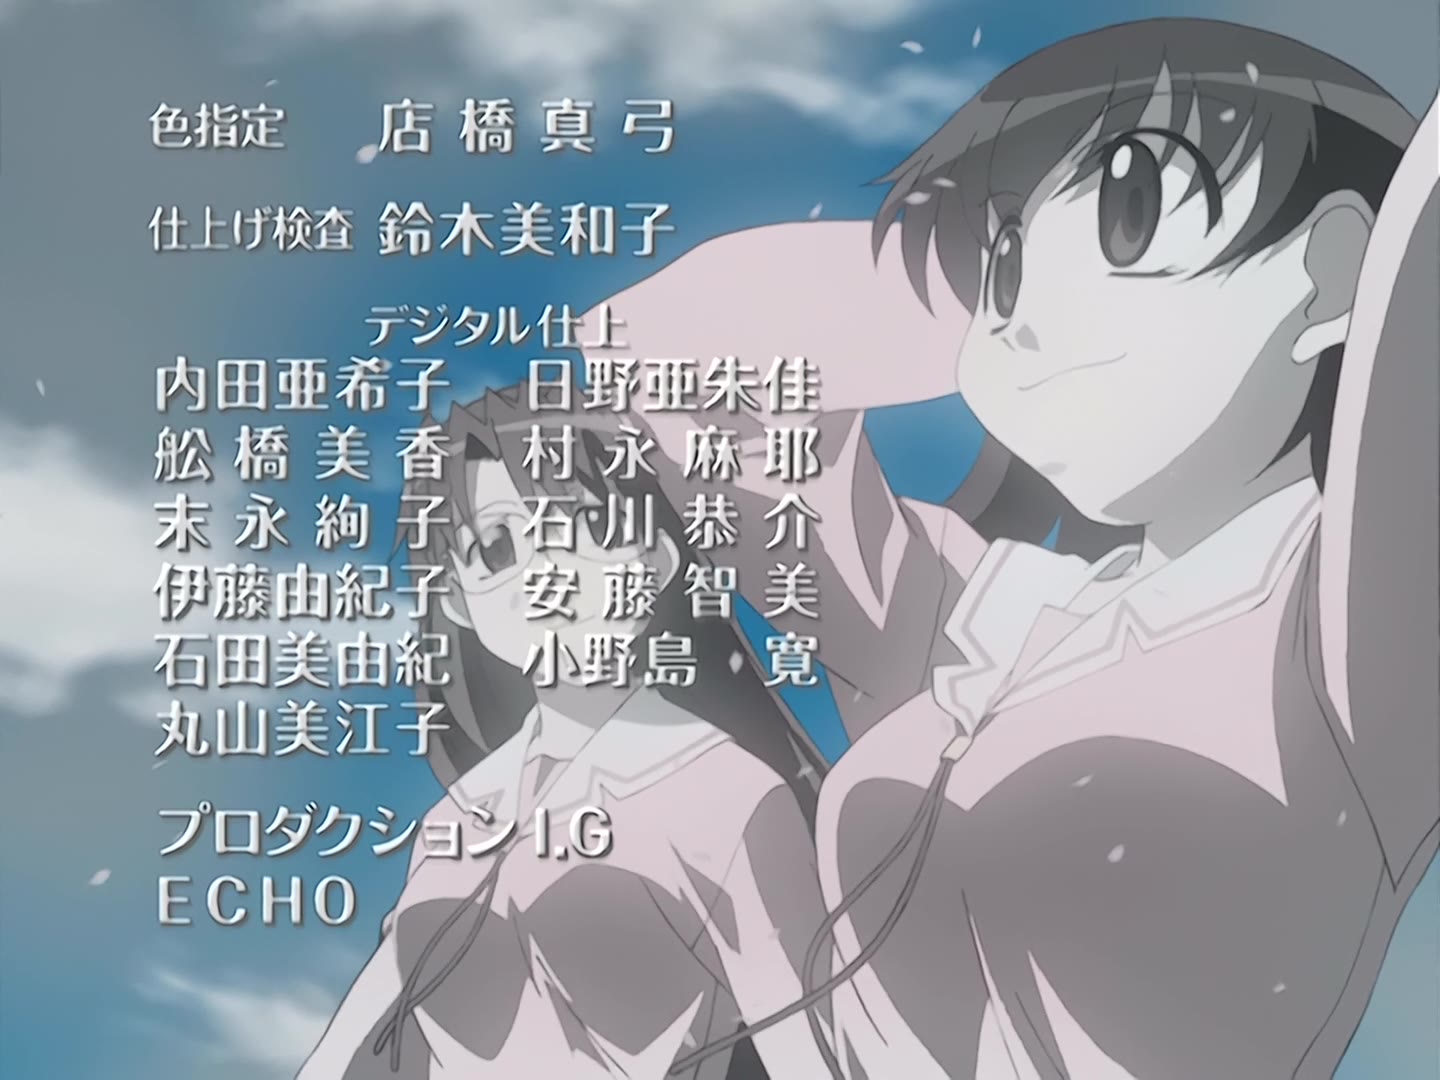 色指定 店橋真弓
仕上げ検査 鈴木美和子
デジタル仕上
内田亜希子 日野亜朱佳
舩橋美香 村永麻耶
末永絢子 石川恭介
伊藤由紀子 安藤智美
石田美由紀 小野島 寛
丸山美江子
プロダクションI.G
ECHO